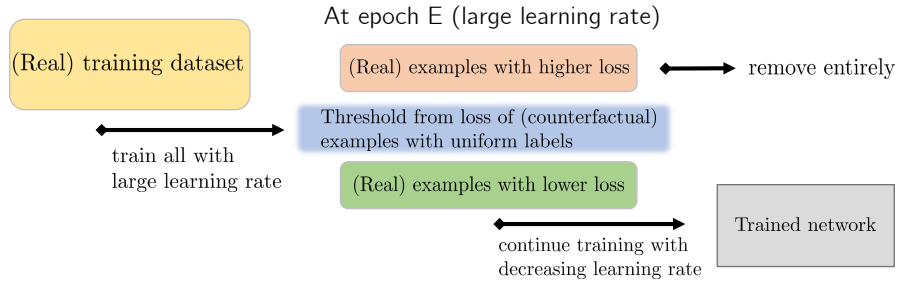 At epoch E (large learning rate)
(Real) training dataset
(Real) examples with higher loss
remove entirely
Threshold from loss of (counterfactual)
examples with uniform labels
train all with
large learning rate
(Real) examples with lower loss
Trained network
continue training with
decreasing learning rate